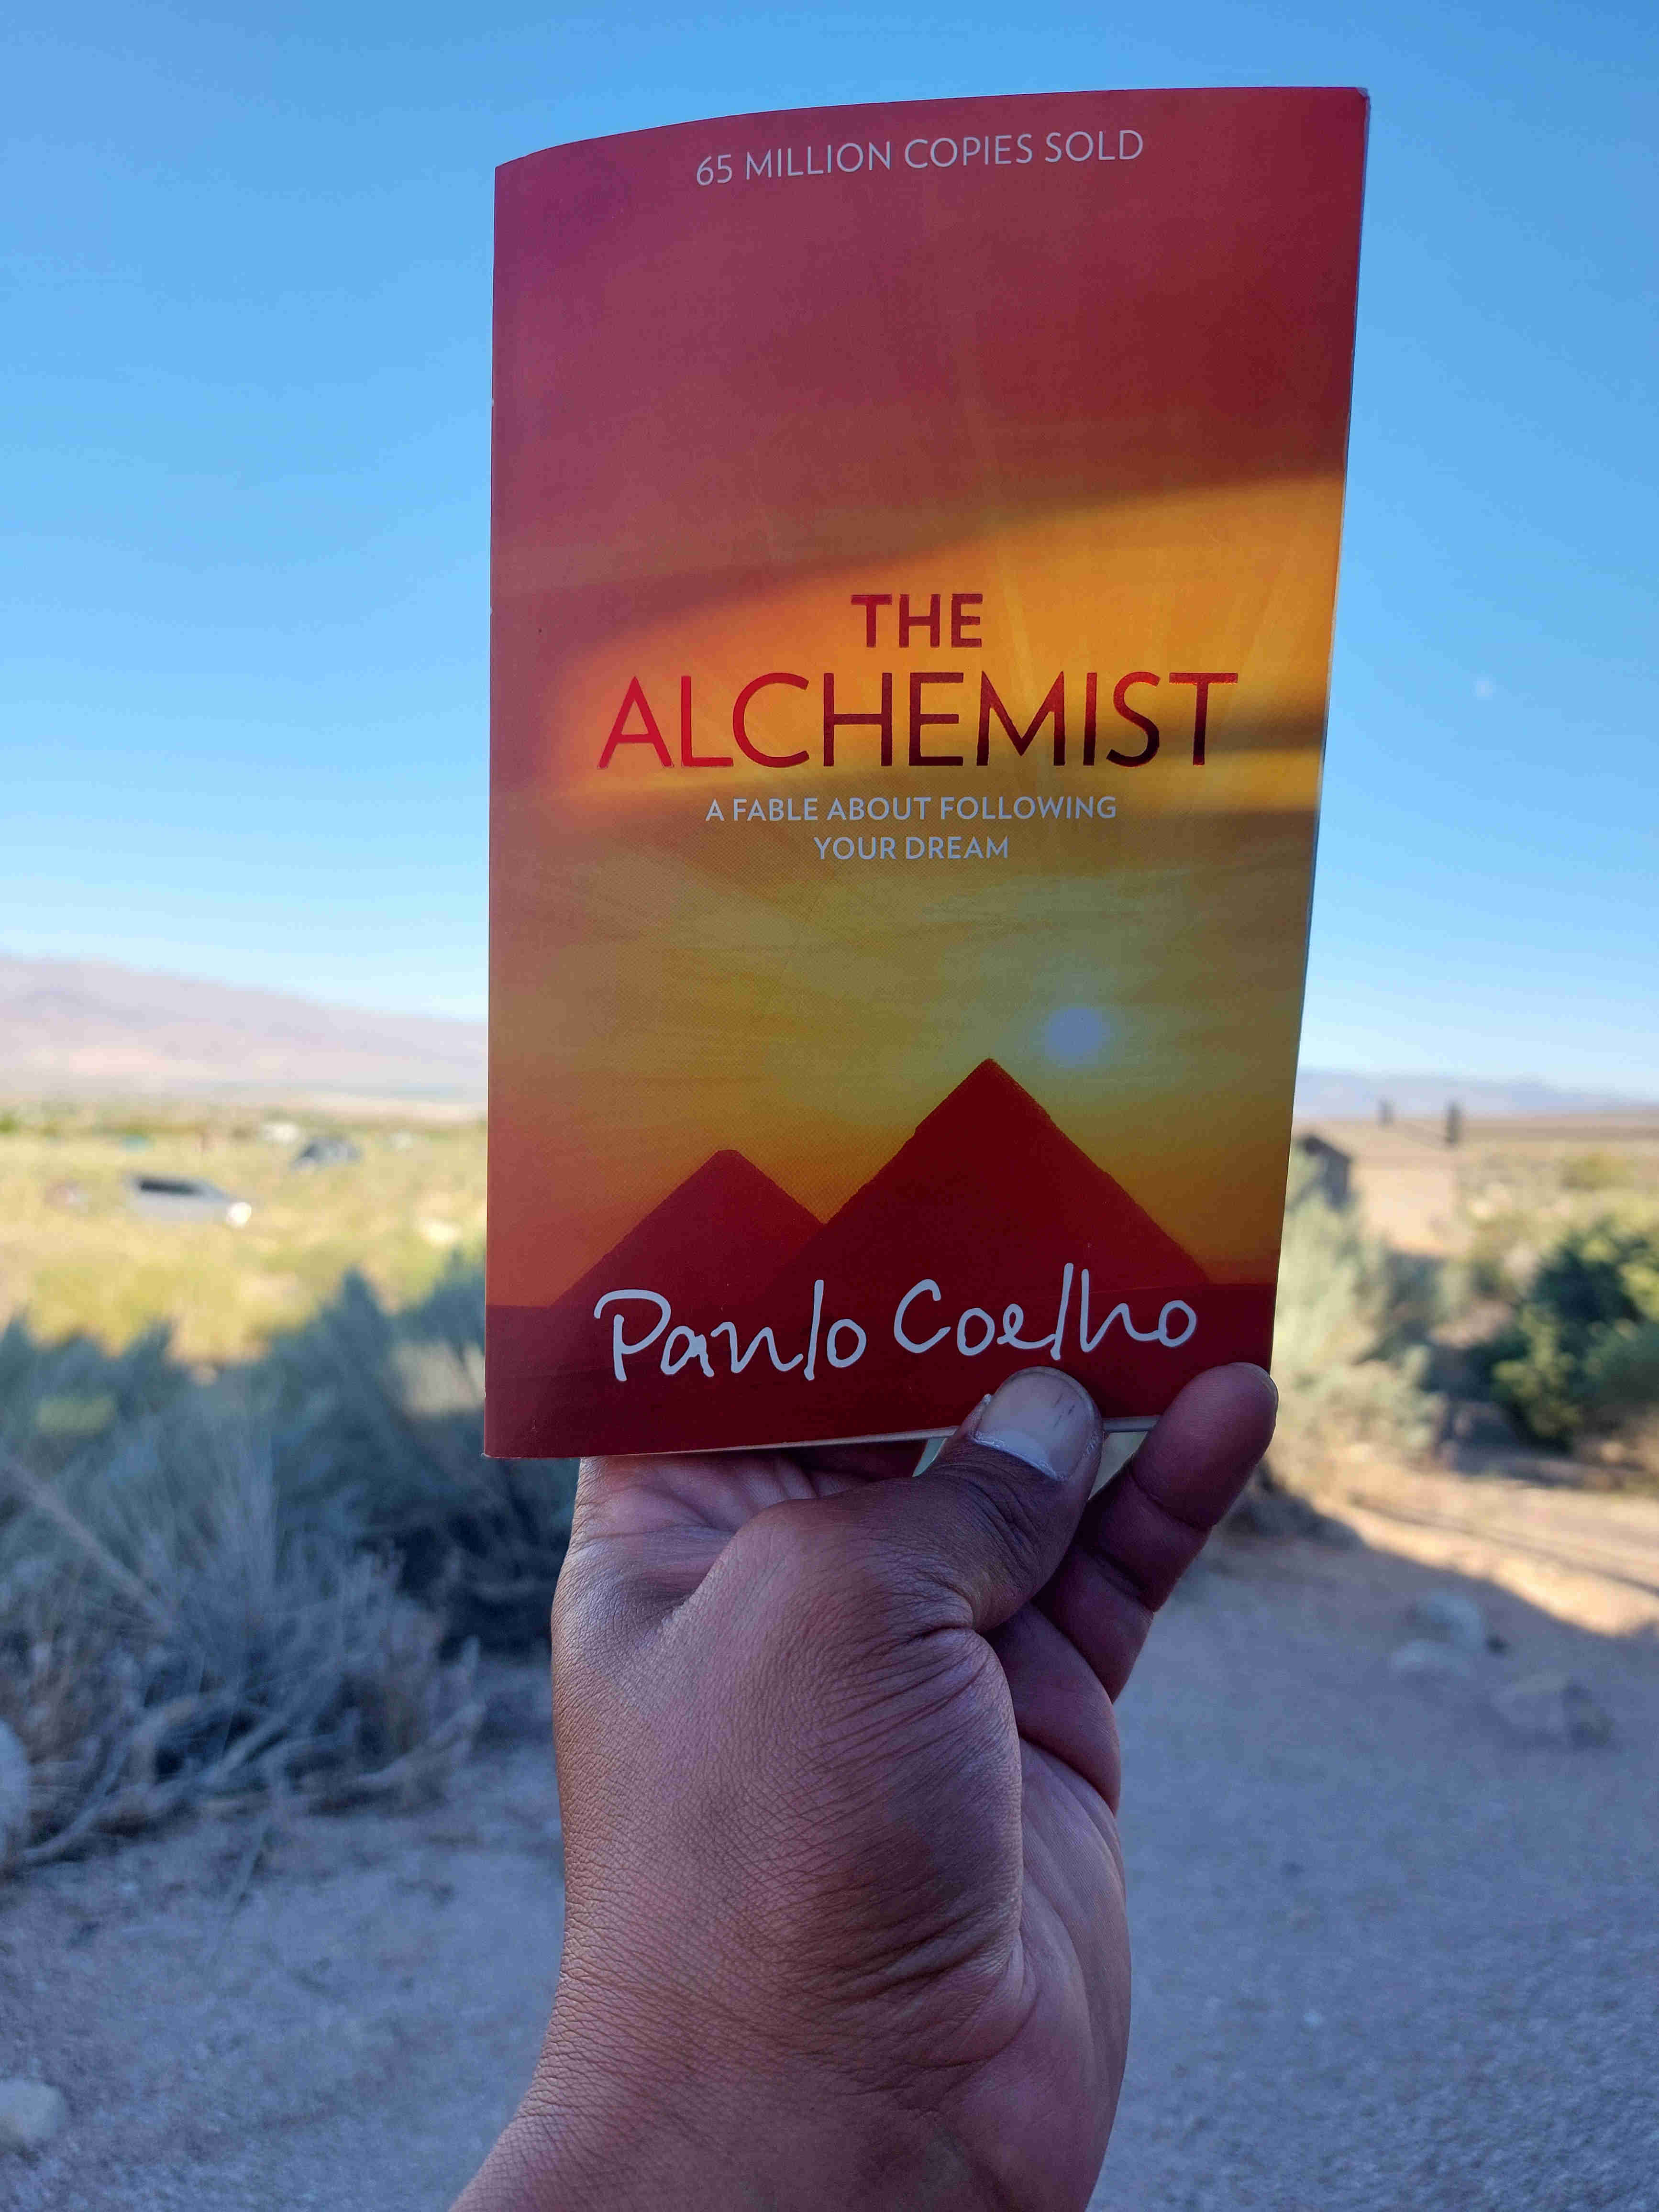 65 MILLION COPIES SOLD
THE
ALCHEMIST
A FABLE ABOUT FOLLOWING
YOUR DREAM
Paulo Coelho